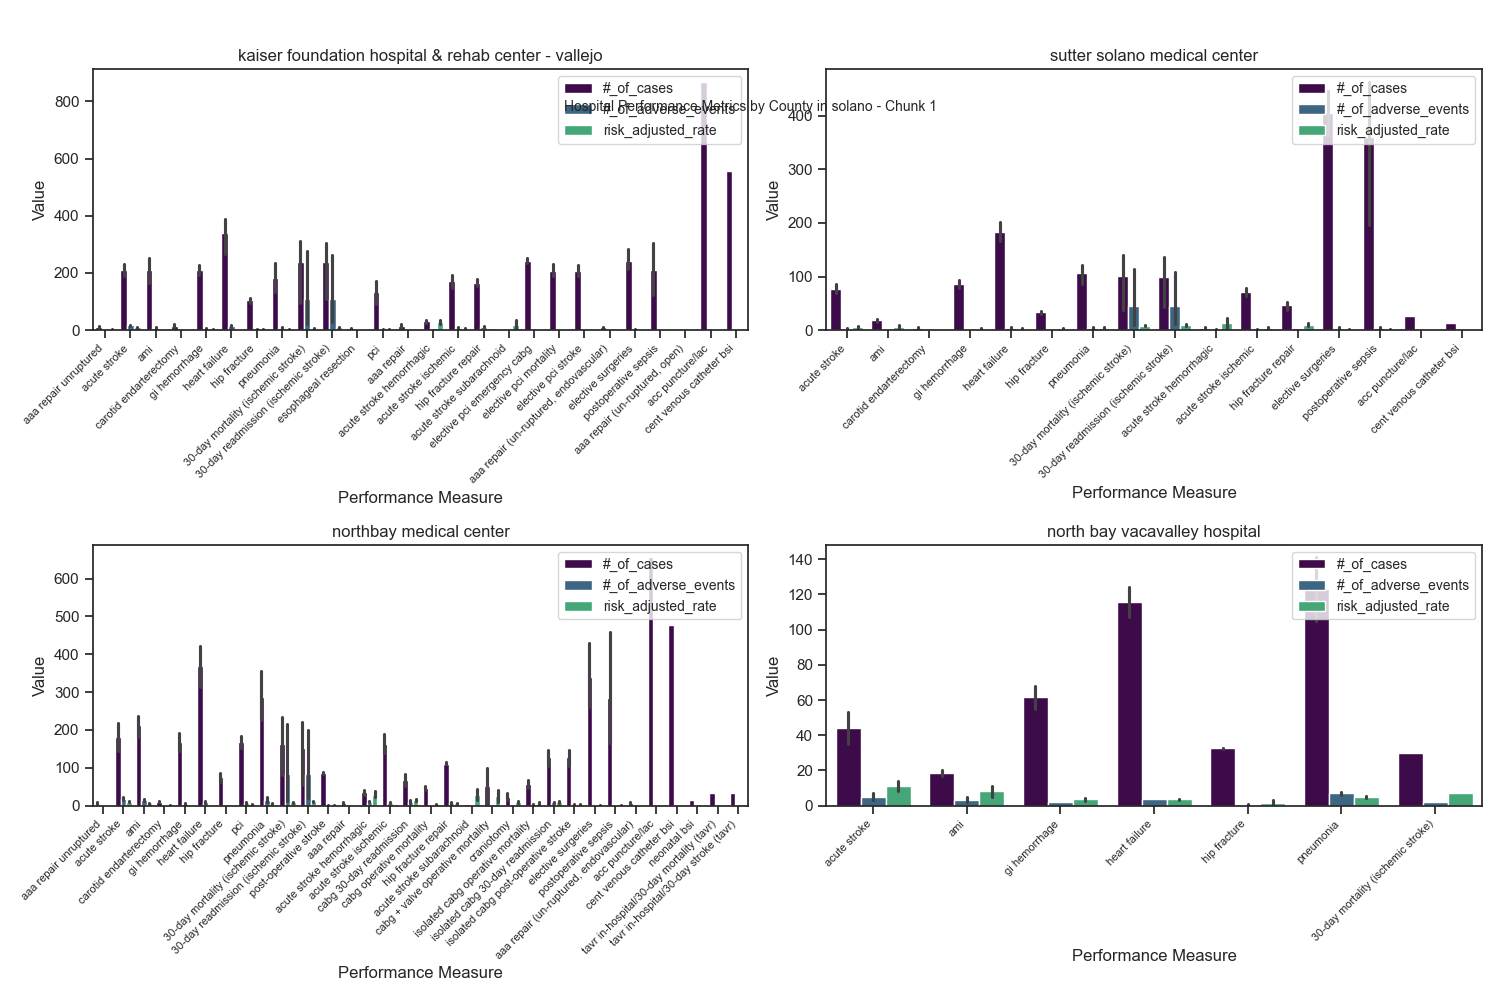 kaiser foundation hospital & rehab center - vallejo
sutter solano medical center
Hospital Performance Metrics by County in solano - Chunk 1
#_of_cases
#_of_adverse_events
risk_adjusted_rate
Value
800
600
400
200
0
aaa repair unruptured
acute stroke
ami
carotid endarterectomy
gi hemorrhage
heart failure
hip fracture
pneumonia
30-day mortality (ischemic stroke)
30-day readmission (ischemic stroke)
esophageal resection
pci
aaa repair
acute stroke hemorrhagic
acute stroke ischemic
hip fracture repair
acute stroke subarachnoid
elective pci emergency cabg
elective pci mortality
elective pci stroke
aaa repair (un-ruptured, endovascular)
elective surgeries
postoperative sepsis
aaa repair (un-ruptured, open)
acc puncture/lac
cent venous catheter bsi
Performance Measure
#_of_cases
#_of_adverse_events
risk_adjusted_rate
Value
400
300
200
100
0
acute stroke
ami
carotid endarterectomy
gi hemorrhage
heart failure
hip fracture
pneumonia
30-day mortality (ischemic stroke)
30-day readmission (ischemic stroke)
acute stroke hemorrhagic
acute stroke ischemic
hip fracture repair
elective surgeries
postoperative sepsis
acc puncture/lac
cent venous catheter bsi
Performance Measure
northbay medical center
#_of_cases
#_of_adverse_events
risk_adjusted_rate
Value
600
500
400
300
200
100
0
aaa repair unruptured
acute stroke
ami
carotid endarterectomy
gi hemorrhage
heart failure
hip fracture
pci
pneumonia
30-day mortality (ischemic stroke)
30-day readmission (ischemic stroke)
post-operative stroke
aaa repair
acute stroke hemorrhagic
acute stroke ischemic
cabg 30-day readmission
cabg operative mortality
hip fracture repair
acute stroke subarachnoid
cabg + valve operative mortality
craniotomy
isolated cabg operative mortality
isolated cabg 30-day readmission
isolated cabg post-operative stroke
elective surgeries
postoperative sepsis
aaa repair (un-ruptured, endovascular)
acc puncture/lac
cent venous catheter bsi
neonatal bsi
tavr in-hospital/30-day mortality (tavr)
tavr in-hospital/30-day stroke (tavr)
Performance Measure
north bay vacavalley hospital
#_of_cases
#_of_adverse_events
risk_adjusted_rate
Value
140
120
100
80
60
40
20
0
acute stroke
ami
gi hemorrhage
heart failure
hip fracture
pneumonia
30-day mortality (ischemic stroke)
Performance Measure